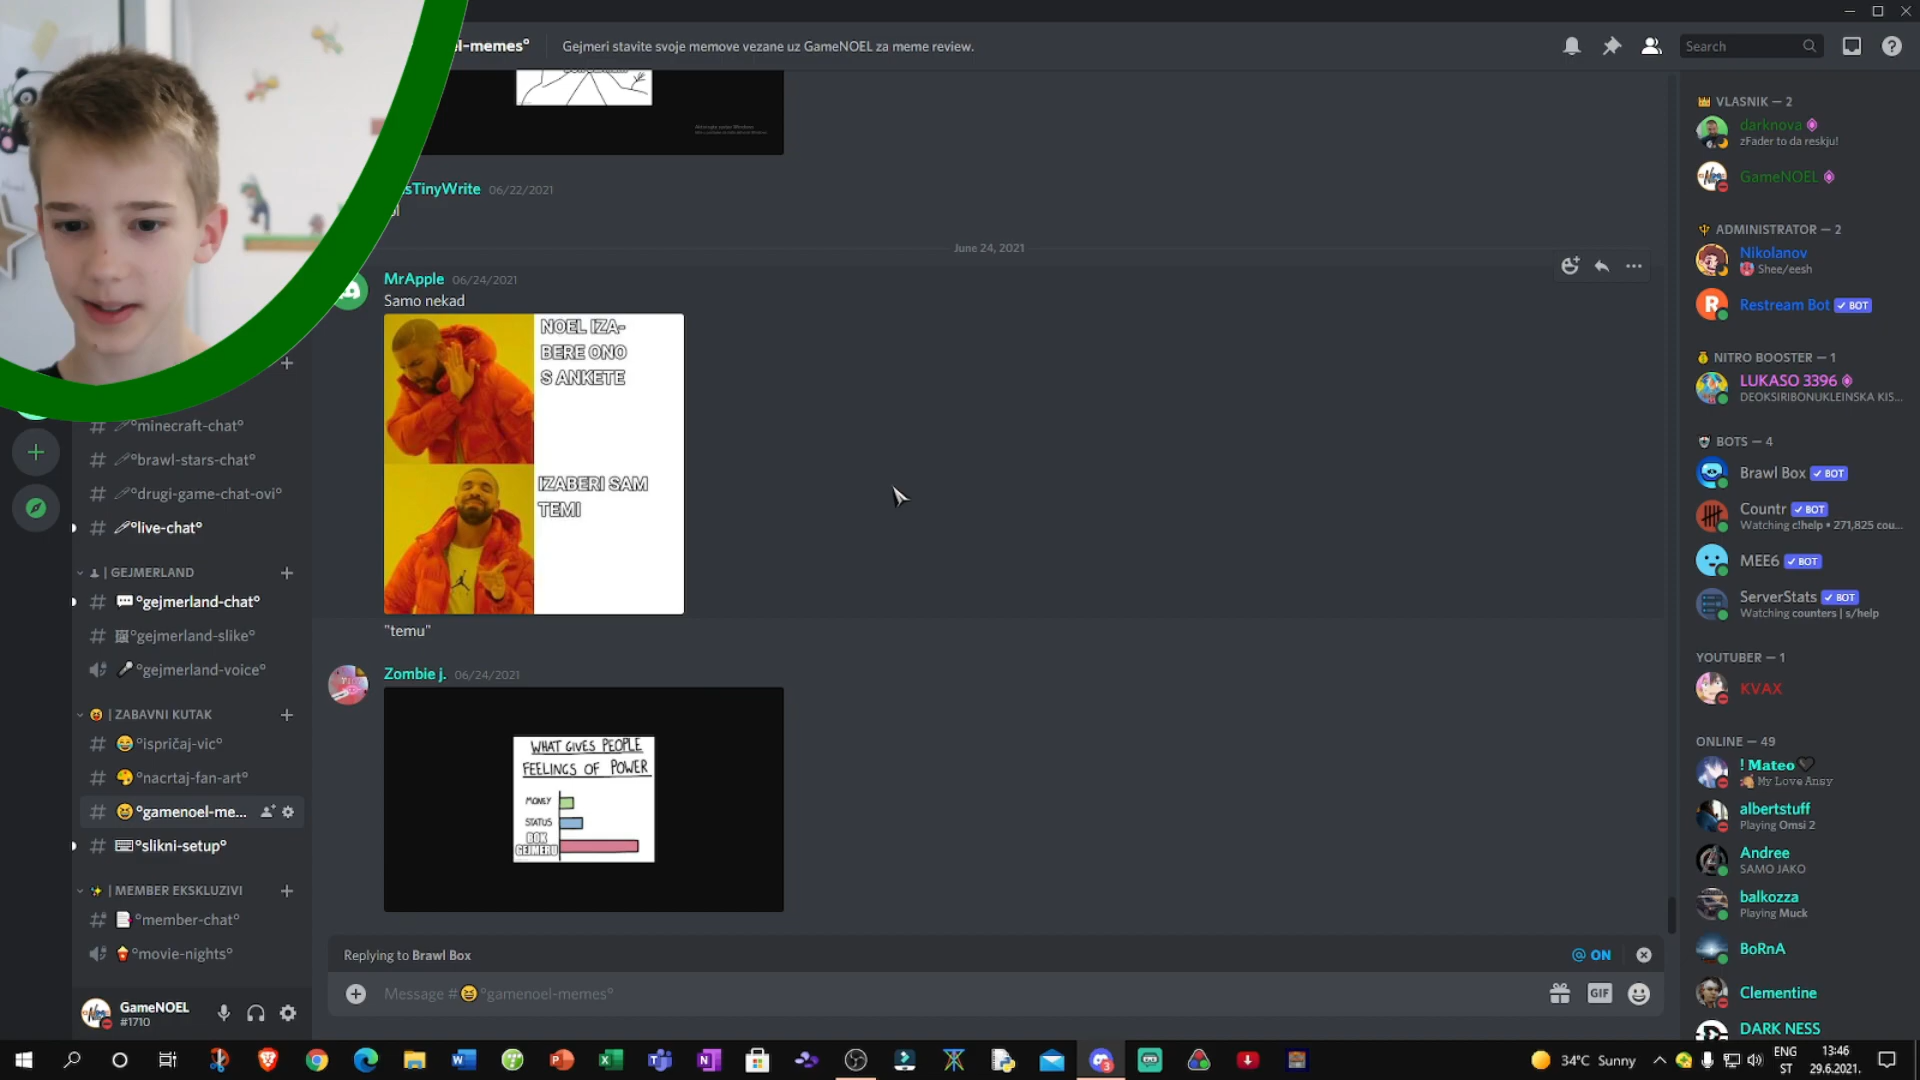 el-memes°
Gejmeri stavite svoje memove vezane uz GameNOEL za meme review.
Search
sTinyWrite 06/22/2021
June 24, 2021
MrApple 06/24/2021
Samo nekad
NOEL IZA-
BERE ONO
S ANKETE
IZABERI SAM
TEMI
"temu"
Zombie j. 06/24/2021
WHAT GIVES PEOPLE
FEELINGS OF POWER
MONEY
STATUS
BOK
GEJMERU
Replying to Brawl Box
@ ON
Message #😆°gamenoel-memes°
GIF
°minecraft-chat°
°brawl-stars-chat°
°drugi-game-chat-ovi°
°live-chat°
| GEJMERLAND
°gejmerland-chat°
°gejmerland-slike°
°gejmerland-voice°
| ZABAVNI KUTAK
°ispričaj-vic°
°nacrtaj-fan-art°
°gamenoel-me...
°slikni-setup°
| MEMBER EKSKLUZIVI
°member-chat°
°movie-nights°
GameNOEL
#1710
VLASNIK — 2
darknova
zFader to da reskju!
GameNOEL
ADMINISTRATOR — 2
Nikolanov
Shee/eesh
Restream Bot ✓ BOT
NITRO BOOSTER — 1
LUKASO 3396
DEOKSIRIBONUKLEINSKA KIS...
BOTS — 4
Brawl Box ✓ BOT
Countr ✓ BOT
Watching c!help • 271,825 cou...
MEE6 ✓ BOT
ServerStats ✓ BOT
Watching counters | s/help
YOUTUBER — 1
KVAX
ONLINE — 49
! Mateo
My Love Ansy
albertstuff
Playing Omsi 2
Andree
SAMO JAKO
balkozza
Playing Muck
BoRnA
Clementine
DARK NESS
34°C Sunny
ENG
ST
13:46
29.6.2021.